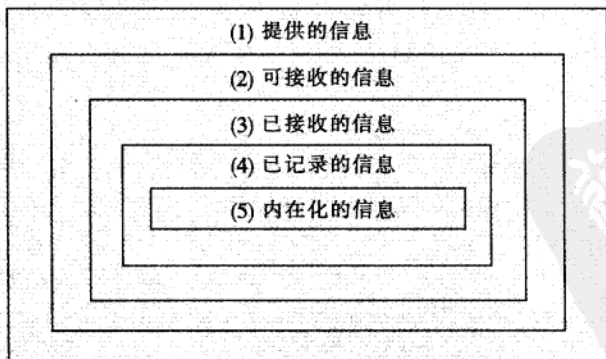 (1) 提供的信息
(2) 可接收的信息
(3) 已接收的信息
(4) 已记录的信息
(5) 内在化的信息